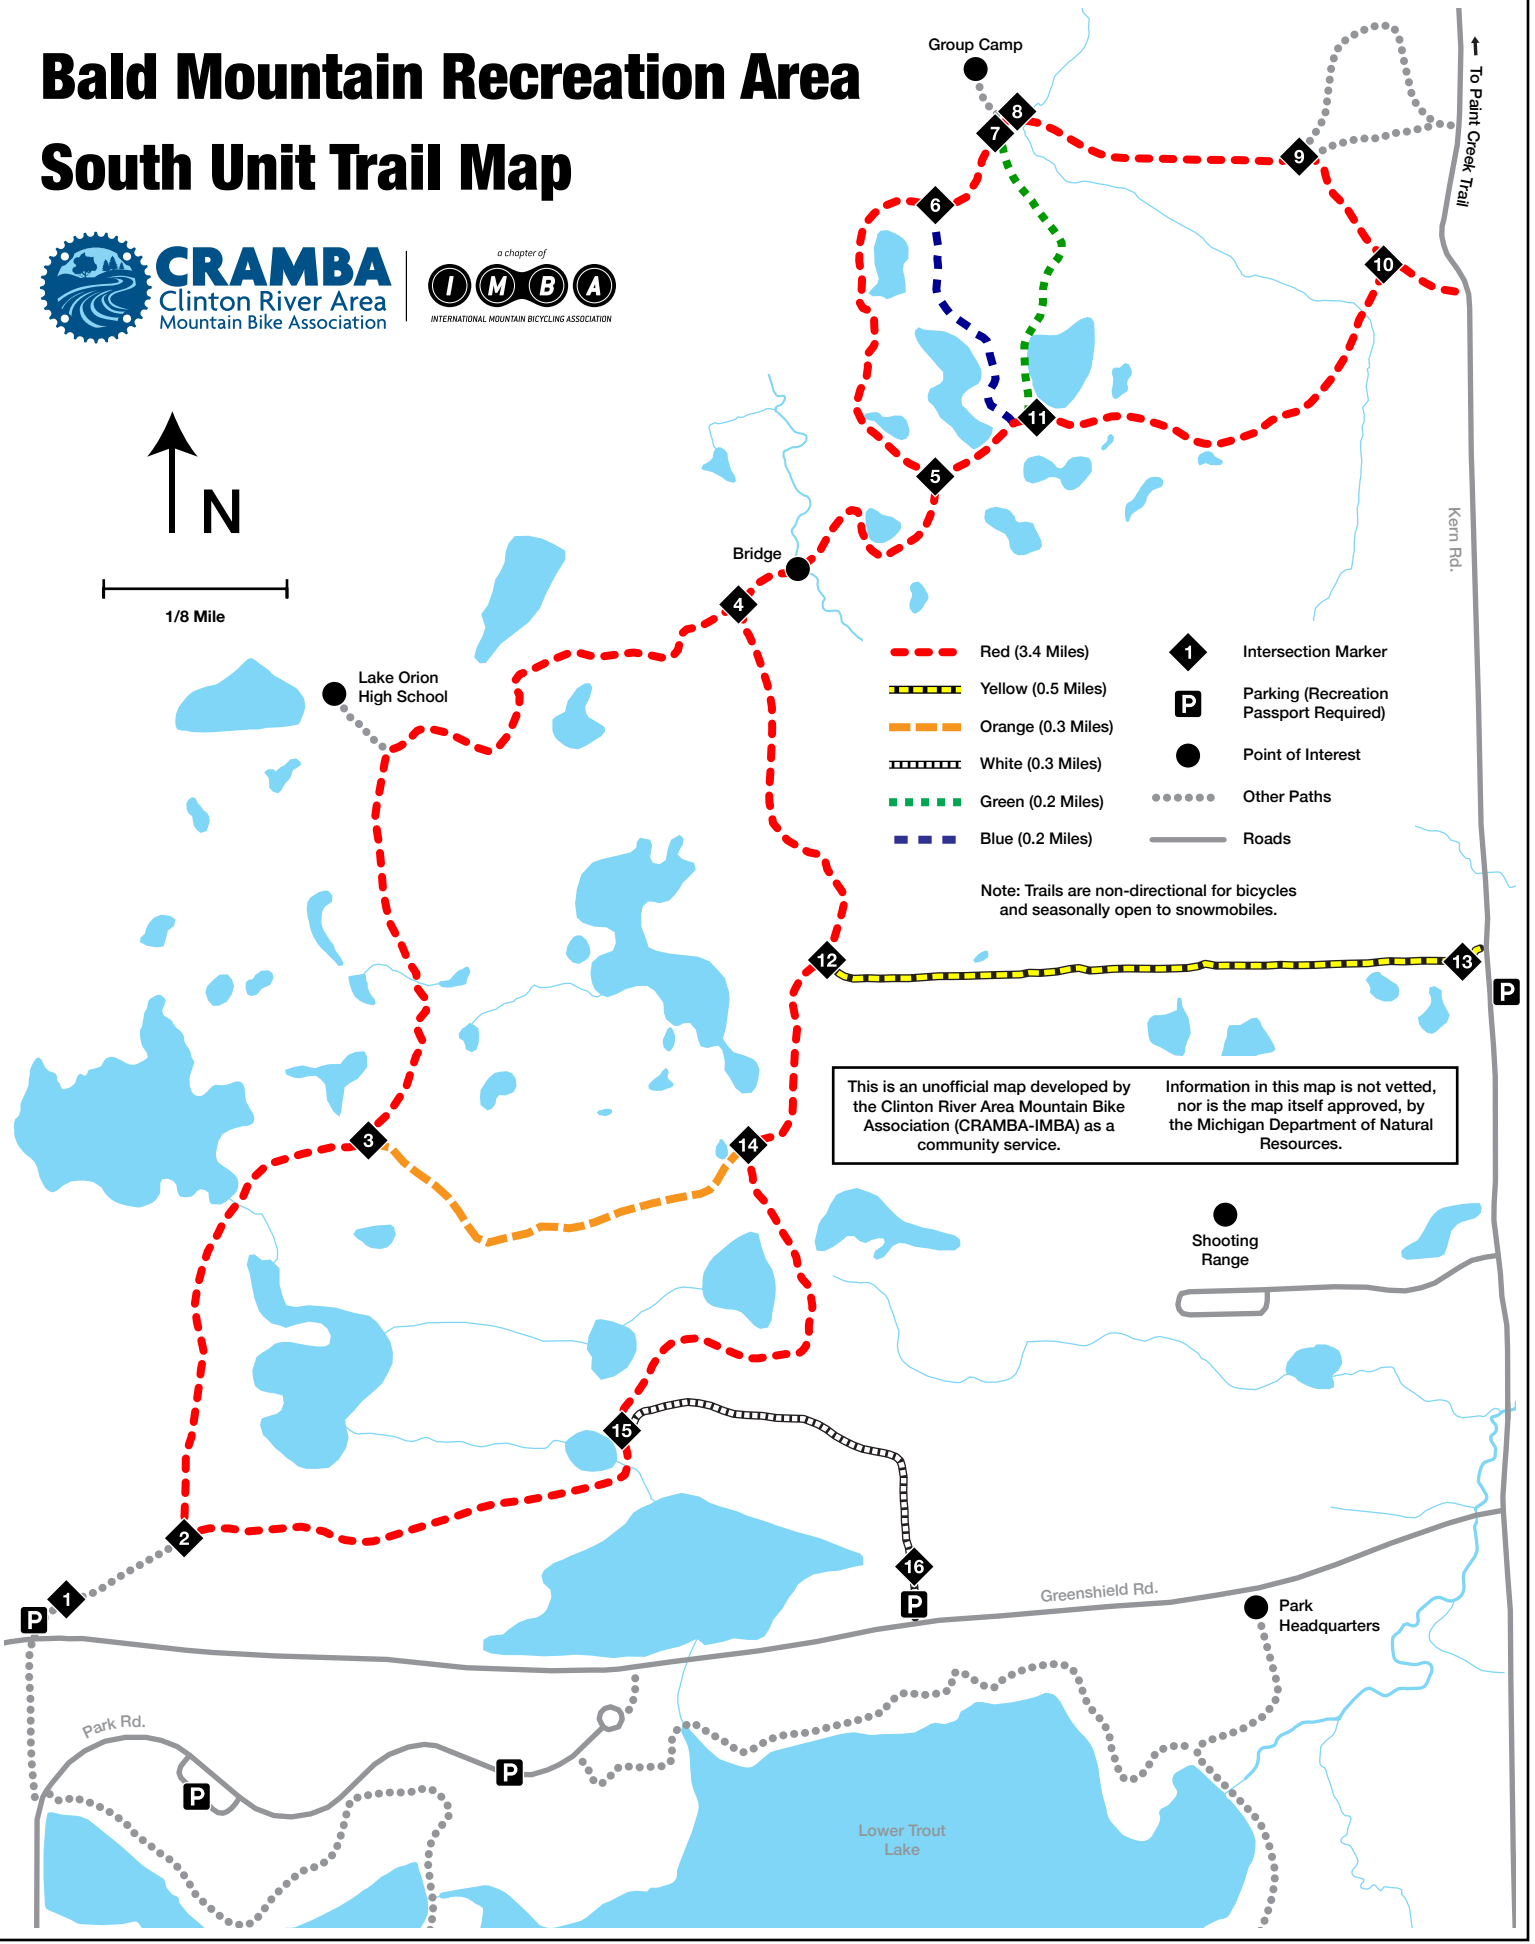 Bald Mountain Recreation Area
South Unit Trail Map
CRAMBA
Clinton River Area
Mountain Bike Association
a chapter of
I M B A
INTERNATIONAL MOUNTAIN BICYCLING ASSOCIATION
N
1/8 Mile
Group Camp
8
7
9
6
10
11
5
To Paint Creek Trail
Kern Rd.
Bridge
4
Lake Orion
High School
Red (3.4 Miles)
Yellow (0.5 Miles)
Orange (0.3 Miles)
White (0.3 Miles)
Green (0.2 Miles)
Blue (0.2 Miles)
1
Intersection Marker
P
Parking (Recreation
Passport Required)
Point of Interest
Other Paths
Roads
Note: Trails are non-directional for bicycles
and seasonally open to snowmobiles.
12
13
P
This is an unofficial map developed by
the Clinton River Area Mountain Bike
Association (CRAMBA-IMBA) as a
community service.
Information in this map is not vetted,
nor is the map itself approved, by
the Michigan Department of Natural
Resources.
3
14
Shooting
Range
15
2
16
P
1
P
Greenshield Rd.
Park
Headquarters
Park Rd.
P
P
Lower Trout
Lake